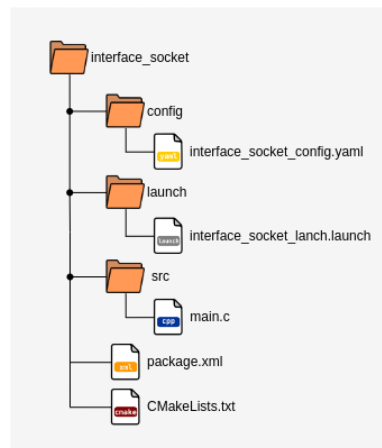 interface_socket
config
yaml
interface_socket_config.yaml
launch
launch
interface_socket_lanch.launch
src
cpp
main.c
xml
package.xml
cmake
CMakeLists.txt